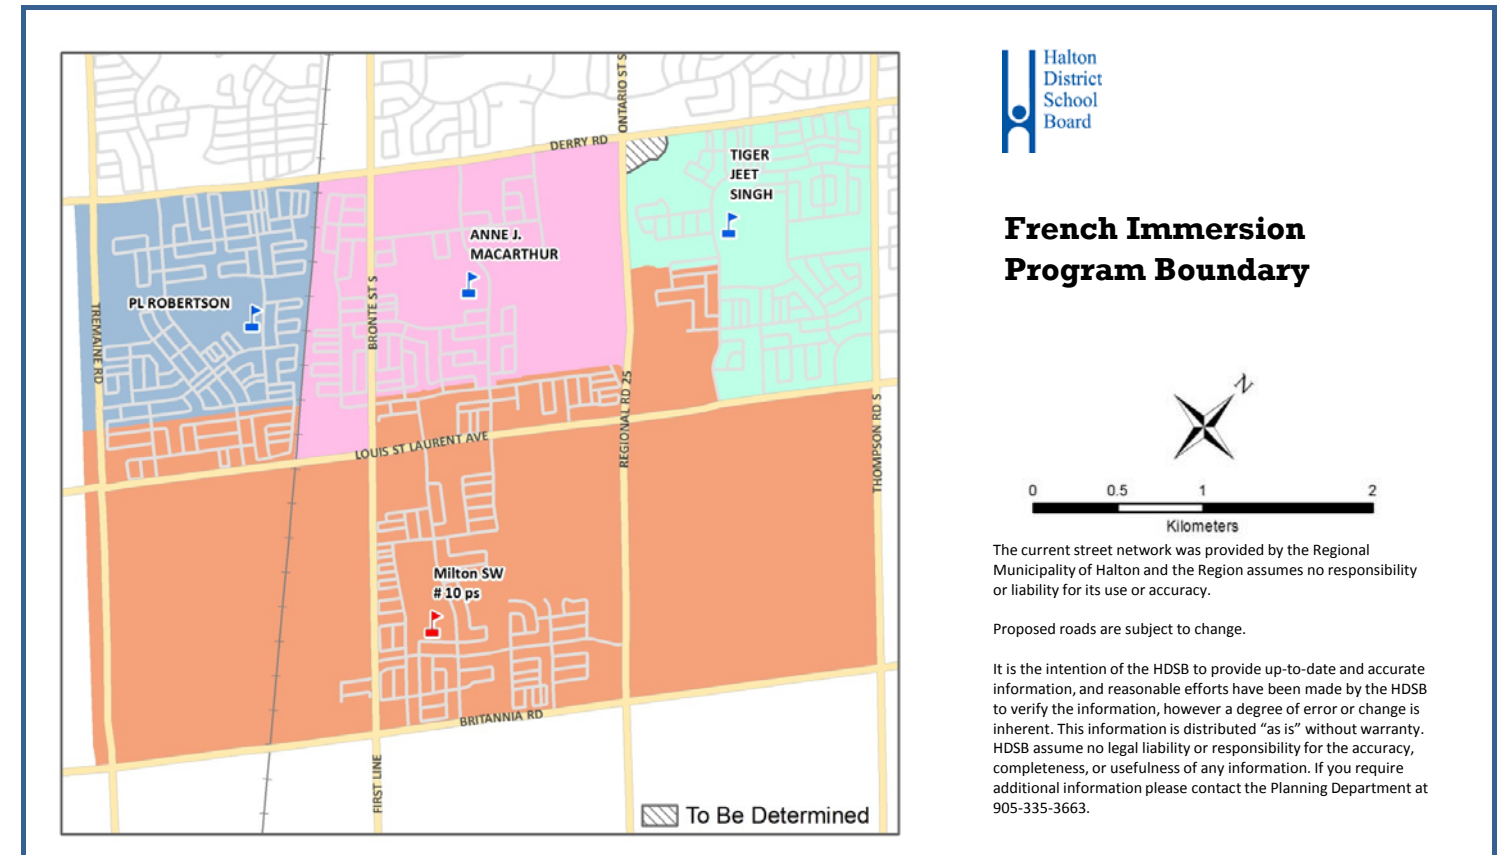 Halton
District
School
Board
French Immersion
Program Boundary
ONTARIO ST S
DERRY RD
TIGER
JEET
SINGH
ANNE J.
MACARTHUR
PL ROBERTSON
TREMAINE RD
BRONTE ST S
REGIONAL RD 25
THOMPSON RD S
LOUIS ST LAURENT AVE
Milton SW
# 10 ps
BRITANNIA RD
FIRST LINE
To Be Determined
N
0 0.5 1 2
Kilometers
The current street network was provided by the Regional
Municipality of Halton and the Region assumes no responsibility
or liability for its use or accuracy.
Proposed roads are subject to change.
It is the intention of the HDSB to provide up-to-date and accurate
information, and reasonable efforts have been made by the HDSB
to verify the information, however a degree of error or change is
inherent. This information is distributed “as is” without warranty.
HDSB assume no legal liability or responsibility for the accuracy,
completeness, or usefulness of any information. If you require
additional information please contact the Planning Department at
905-335-3663.